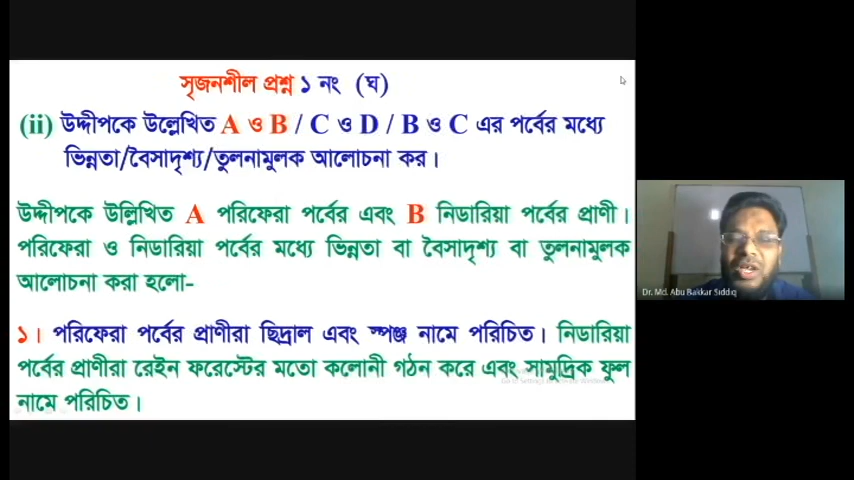 সৃজনশীল প্রশ্ন ১ নং (ঘ)
(ii) উদ্দীপকে উল্লেখিত A ও B / C ও D / B ও C এর পর্বের মধ্যে
ভিন্নতা/বৈসাদৃশ্য/তুলনামুলক আলোচনা কর।
উদ্দীপকে উল্লিখিত A পরিফেরা পর্বের এবং B নিডারিয়া পর্বের প্রাণী।
পরিফেরা ও নিডারিয়া পর্বের মধ্যে ভিন্নতা বা বৈসাদৃশ্য বা তুলনামুলক
আলোচনা করা হলো-
১। পরিফেরা পর্বের প্রাণীরা ছিদ্রাল এবং স্পঞ্জ নামে পরিচিত। নিডারিয়া
পর্বের প্রাণীরা রেইন ফরেস্টের মতো কলোনী গঠন করে এবং সামুদ্রিক ফুল
নামে পরিচিত।
Dr. Md. Abu Bakkar Siddiq